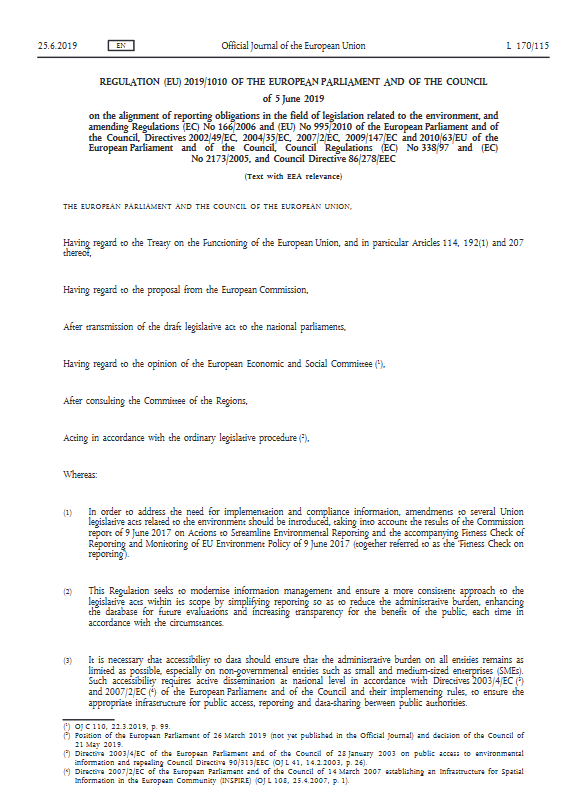 25.6.2019
EN
Official Journal of the European Union
L 170/115
REGULATION (EU) 2019/1010 OF THE EUROPEAN PARLIAMENT AND OF THE COUNCIL
of 5 June 2019
on the alignment of reporting obligations in the field of legislation related to the environment, and
amending Regulations (EC) No 166/2006 and (EU) No 995/2010 of the European Parliament and of
the Council, Directives 2002/49/EC, 2004/35/EC, 2007/2/EC, 2009/147/EC and 2010/63/EU of the
European Parliament and of the Council, Council Regulations (EC) No 338/97 and (EC)
No 2173/2005, and Council Directive 86/278/EEC
(Text with EEA relevance)
THE EUROPEAN PARLIAMENT AND THE COUNCIL OF THE EUROPEAN UNION,
Having regard to the Treaty on the Functioning of the European Union, and in particular Articles 114, 192(1) and 207
thereof,
Having regard to the proposal from the European Commission,
After transmission of the draft legislative act to the national parliaments,
Having regard to the opinion of the European Economic and Social Committee (1),
After consulting the Committee of the Regions,
Acting in accordance with the ordinary legislative procedure (2),
Whereas:
(1) In order to address the need for implementation and compliance information, amendments to several Union
legislative acts related to the environment should be introduced, taking into account the results of the Commission
report of 9 June 2017 on Actions to Streamline Environmental Reporting and the accompanying Fitness Check of
Reporting and Monitoring of EU Environment Policy of 9 June 2017 (together referred to as the 'Fitness Check on
reporting').
(2) This Regulation seeks to modernise information management and ensure a more consistent approach to the
legislative acts within its scope by simplifying reporting so as to reduce the administrative burden, enhancing
the database for future evaluations and increasing transparency for the benefit of the public, each time in
accordance with the circumstances.
(3) It is necessary that accessibility to data should ensure that the administrative burden on all entities remains as
limited as possible, especially on non-governmental entities such as small and medium-sized enterprises (SMEs).
Such accessibility requires active dissemination at national level in accordance with Directives 2003/4/EC (3)
and 2007/2/EC (4) of the European Parliament and of the Council and their implementing rules, to ensure the
appropriate infrastructure for public access, reporting and data-sharing between public authorities.
(1) OJ C 110, 22.3.2019, p. 99.
(2) Position of the European Parliament of 26 March 2019 (not yet published in the Official Journal) and decision of the Council of
21 May 2019.
(3) Directive 2003/4/EC of the European Parliament and of the Council of 28 January 2003 on public access to environmental
information and repealing Council Directive 90/313/EEC (OJ L 41, 14.2.2003, p. 26).
(4) Directive 2007/2/EC of the European Parliament and of the Council of 14 March 2007 establishing an Infrastructure for Spatial
Information in the European Community (INSPIRE) (OJ L 108, 25.4.2007, p. 1).